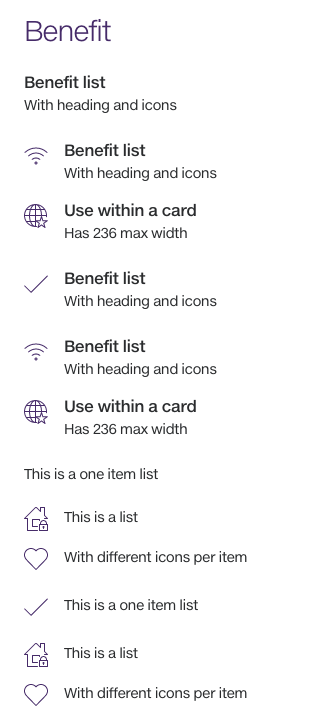 Benefit
Benefit list
With heading and icons
Benefit list
With heading and icons
Use within a card
Has 236 max width
Benefit list
With heading and icons
Benefit list
With heading and icons
Use within a card
Has 236 max width
This is a one item list
This is a list
With different icons per item
This is a one item list
This is a list
With different icons per item